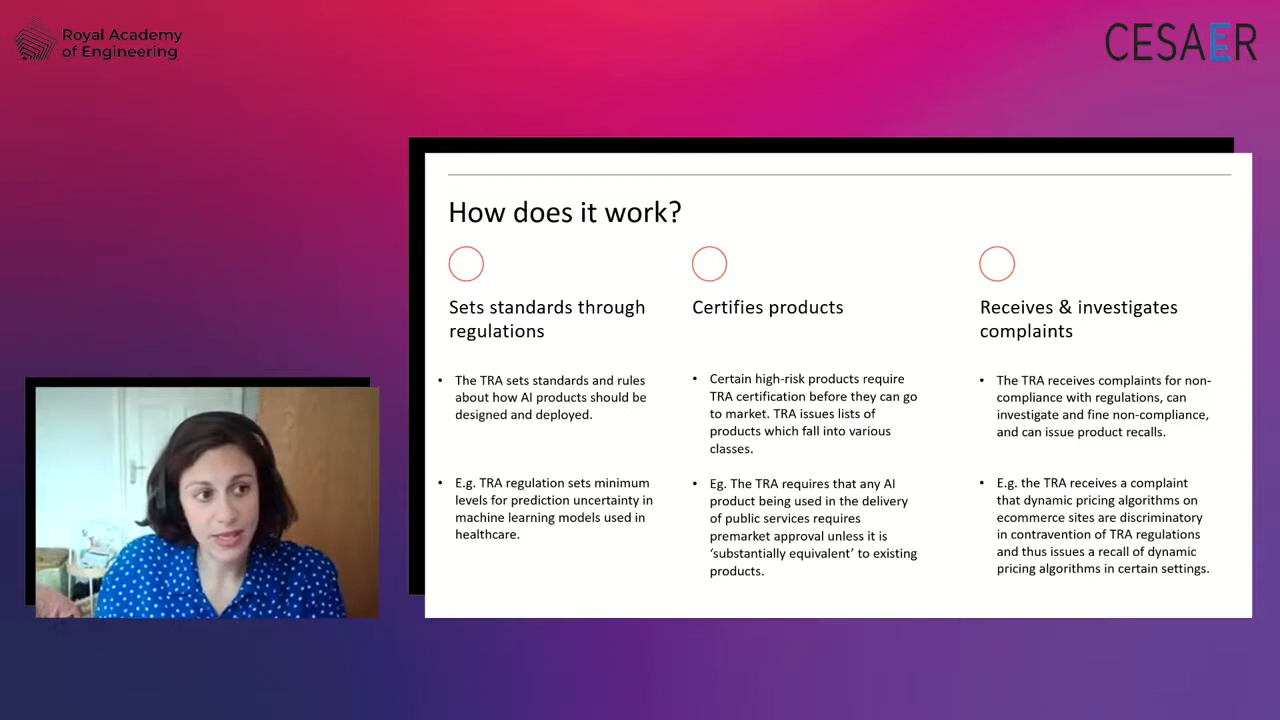 Royal Academy
of Engineering
CESAER
How does it work?
Sets standards through
regulations
• The TRA sets standards and rules
about how AI products should be
designed and deployed.
• E.g. TRA regulation sets minimum
levels for prediction uncertainty in
machine learning models used in
healthcare.
Certifies products
• Certain high-risk products require
TRA certification before they can go
to market. TRA issues lists of
products which fall into various
classes.
• Eg. The TRA requires that any AI
product being used in the delivery
of public services requires
premarket approval unless it is
‘substantially equivalent’ to existing
products.
Receives & investigates
complaints
• The TRA receives complaints for non-
compliance with regulations, can
investigate and fine non-compliance,
and can issue product recalls.
• E.g. the TRA receives a complaint
that dynamic pricing algorithms on
ecommerce sites are discriminatory
in contravention of TRA regulations
and thus issues a recall of dynamic
pricing algorithms in certain settings.